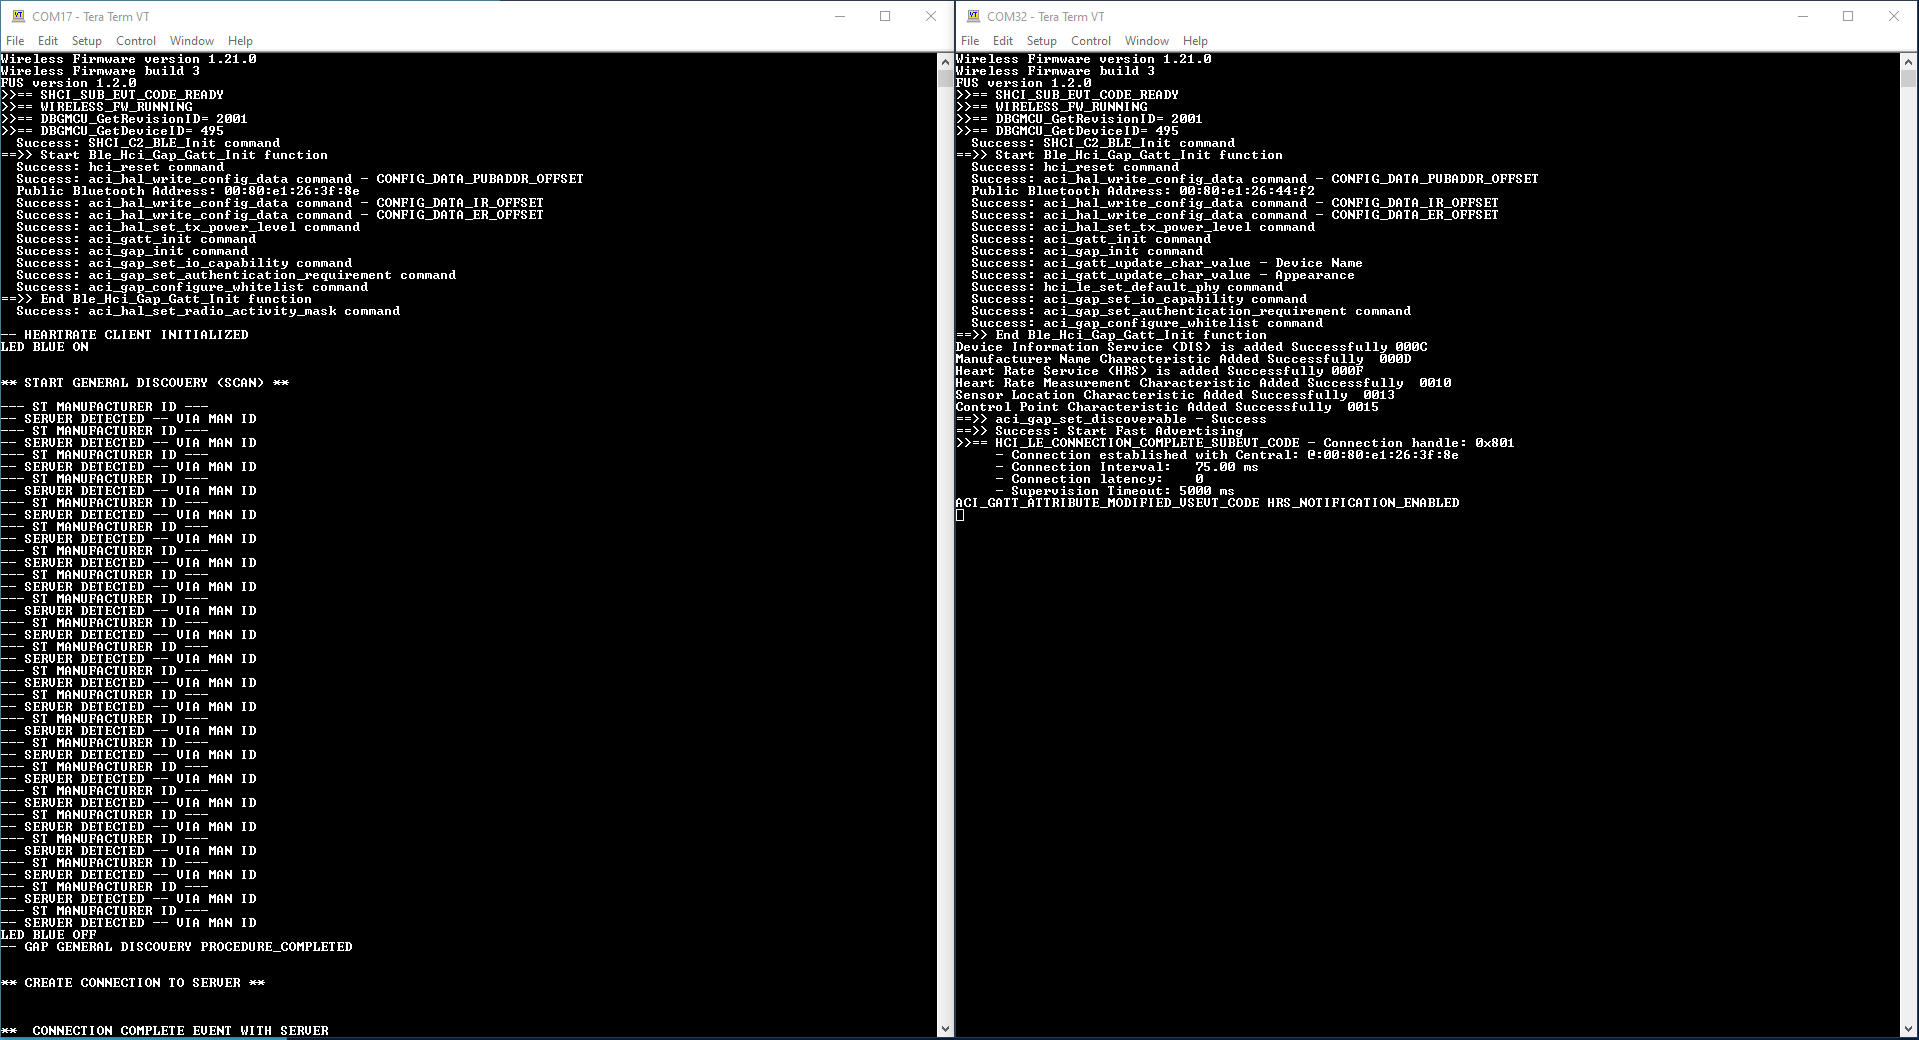 COM17 - Tera Term VT
File Edit Setup Control Window Help
Wireless Firmware version 1.21.0
Wireless Firmware build 3
FUS version 1.2.0
>>== SHCI_SUB_EVT_CODE_READY
>>== WIRELESS_FW_RUNNING
>>== DBGMCU_GetRevisionID= 2001
>>== DBGMCU_GetDeviceID= 495
Success: SHCI_C2_BLE_Init command
==>> Start Ble_Hci_Gap_Gatt_Init function
Success: hci_reset command
Success: aci_hal_write_config_data command - CONFIG_DATA_PUBADDR_OFFSET
Public Bluetooth Address: 00:80:e1:26:3f:8e
Success: aci_hal_write_config_data command - CONFIG_DATA_IR_OFFSET
Success: aci_hal_write_config_data command - CONFIG_DATA_ER_OFFSET
Success: aci_hal_set_tx_power_level command
Success: aci_gatt_init command
Success: aci_gap_init command
Success: aci_gap_set_io_capability command
Success: aci_gap_set_authentication_requirement command
Success: aci_gap_configure_whitelist command
==>> End Ble_Hci_Gap_Gatt_Init function
Success: aci_hal_set_radio_activity_mask command
-- HEARTRATE CLIENT INITIALIZED
LED BLUE ON
** START GENERAL DISCOVERY (SCAN) **
--- ST MANUFACTURER ID ---
-- SERVER DETECTED -- VIA MAN ID
--- ST MANUFACTURER ID ---
-- SERVER DETECTED -- VIA MAN ID
--- ST MANUFACTURER ID ---
-- SERVER DETECTED -- VIA MAN ID
--- ST MANUFACTURER ID ---
-- SERVER DETECTED -- VIA MAN ID
--- ST MANUFACTURER ID ---
-- SERVER DETECTED -- VIA MAN ID
--- ST MANUFACTURER ID ---
-- SERVER DETECTED -- VIA MAN ID
--- ST MANUFACTURER ID ---
-- SERVER DETECTED -- VIA MAN ID
--- ST MANUFACTURER ID ---
-- SERVER DETECTED -- VIA MAN ID
--- ST MANUFACTURER ID ---
-- SERVER DETECTED -- VIA MAN ID
--- ST MANUFACTURER ID ---
-- SERVER DETECTED -- VIA MAN ID
--- ST MANUFACTURER ID ---
-- SERVER DETECTED -- VIA MAN ID
--- ST MANUFACTURER ID ---
-- SERVER DETECTED -- VIA MAN ID
--- ST MANUFACTURER ID ---
-- SERVER DETECTED -- VIA MAN ID
--- ST MANUFACTURER ID ---
-- SERVER DETECTED -- VIA MAN ID
--- ST MANUFACTURER ID ---
-- SERVER DETECTED -- VIA MAN ID
--- ST MANUFACTURER ID ---
-- SERVER DETECTED -- VIA MAN ID
--- ST MANUFACTURER ID ---
-- SERVER DETECTED -- VIA MAN ID
--- ST MANUFACTURER ID ---
-- SERVER DETECTED -- VIA MAN ID
--- ST MANUFACTURER ID ---
-- SERVER DETECTED -- VIA MAN ID
--- ST MANUFACTURER ID ---
-- SERVER DETECTED -- VIA MAN ID
--- ST MANUFACTURER ID ---
-- SERVER DETECTED -- VIA MAN ID
--- ST MANUFACTURER ID ---
-- SERVER DETECTED -- VIA MAN ID
LED BLUE OFF
-- GAP GENERAL DISCOVERY PROCEDURE_COMPLETED
** CREATE CONNECTION TO SERVER **
** CONNECTION COMPLETE EVENT WITH SERVER
COM32 - Tera Term VT
File Edit Setup Control Window Help
Wireless Firmware version 1.21.0
Wireless Firmware build 3
FUS version 1.2.0
>>== SHCI_SUB_EVT_CODE_READY
>>== WIRELESS_FW_RUNNING
>>== DBGMCU_GetRevisionID= 2001
>>== DBGMCU_GetDeviceID= 495
Success: SHCI_C2_BLE_Init command
==>> Start Ble_Hci_Gap_Gatt_Init function
Success: hci_reset command
Success: aci_hal_write_config_data command - CONFIG_DATA_PUBADDR_OFFSET
Public Bluetooth Address: 00:80:e1:26:44:f2
Success: aci_hal_write_config_data command - CONFIG_DATA_IR_OFFSET
Success: aci_hal_write_config_data command - CONFIG_DATA_ER_OFFSET
Success: aci_hal_set_tx_power_level command
Success: aci_gatt_init command
Success: aci_gap_init command
Success: aci_gatt_update_char_value - Device Name
Success: aci_gatt_update_char_value - Appearance
Success: hci_le_set_default_phy command
Success: aci_gap_set_io_capability command
Success: aci_gap_set_authentication_requirement command
Success: aci_gap_configure_whitelist command
==>> End Ble_Hci_Gap_Gatt_Init function
Device Information Service (DIS) is added Successfully 000C
Manufacturer Name Characteristic Added Successfully 000D
Heart Rate Service (HRS) is added Successfully 000F
Heart Rate Measurement Characteristic Added Successfully 0010
Sensor Location Characteristic Added Successfully 0013
Control Point Characteristic Added Successfully 0015
==>> aci_gap_set_discoverable - Success
==>> Success: Start Fast Advertising
>>== HCI_LE_CONNECTION_COMPLETE_SUBEVT_CODE - Connection handle: 0x801
- Connection established with Central: @:00:80:e1:26:3f:8e
- Connection Interval: 75.00 ms
- Connection latency: 0
- Supervision Timeout: 5000 ms
ACI_GATT_ATTRIBUTE_MODIFIED_VSEVT_CODE HRS_NOTIFICATION_ENABLED